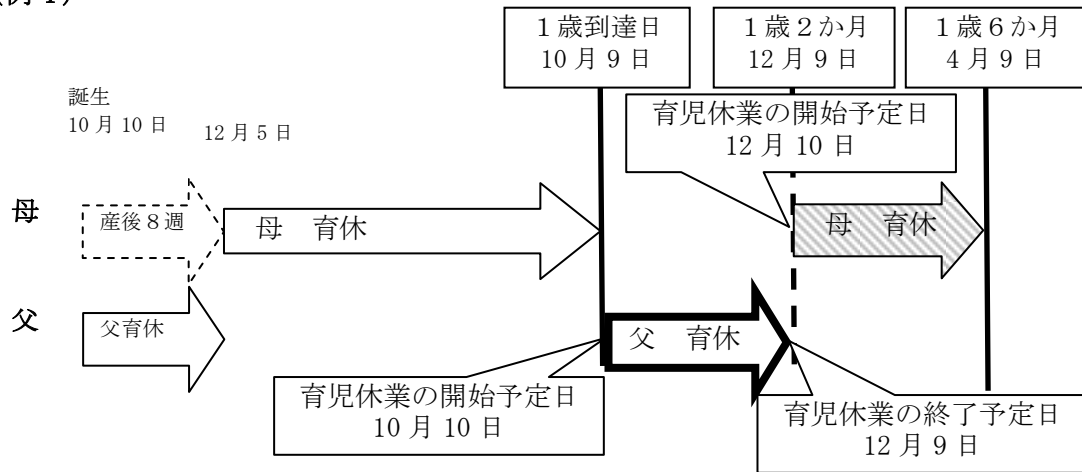 (例1)
1歳到達日
10月9日
1歳2か月
12月9日
1歳6か月
4月9日
誕生
10月10日
12月5日
育児休業の開始予定日
12月10日
母
産後8週
母 育休
母 育休
父
父育休
父 育休
育児休業の開始予定日
10月10日
育児休業の終了予定日
12月9日